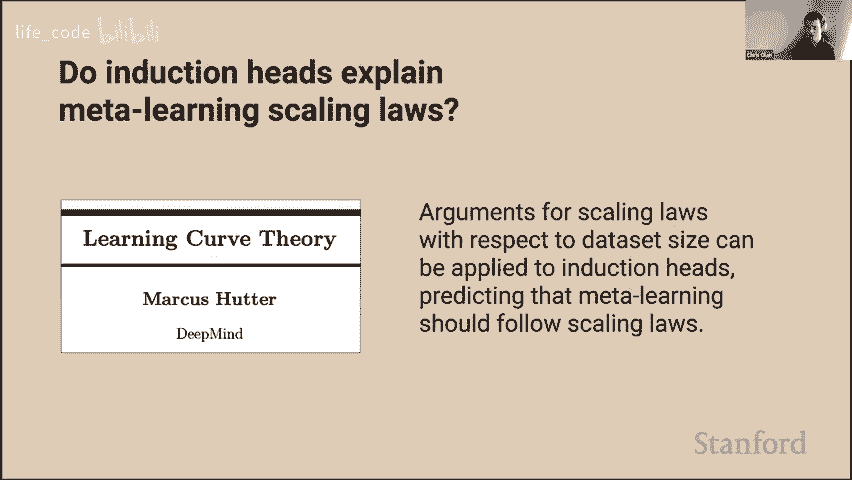 life_code bilibili
Do induction heads explain
meta-learning scaling laws?
Learning Curve Theory
Marcus Hutter
DeepMind
Arguments for scaling laws
with respect to dataset size can
be applied to induction heads,
predicting that meta-learning
should follow scaling laws.
Stanford